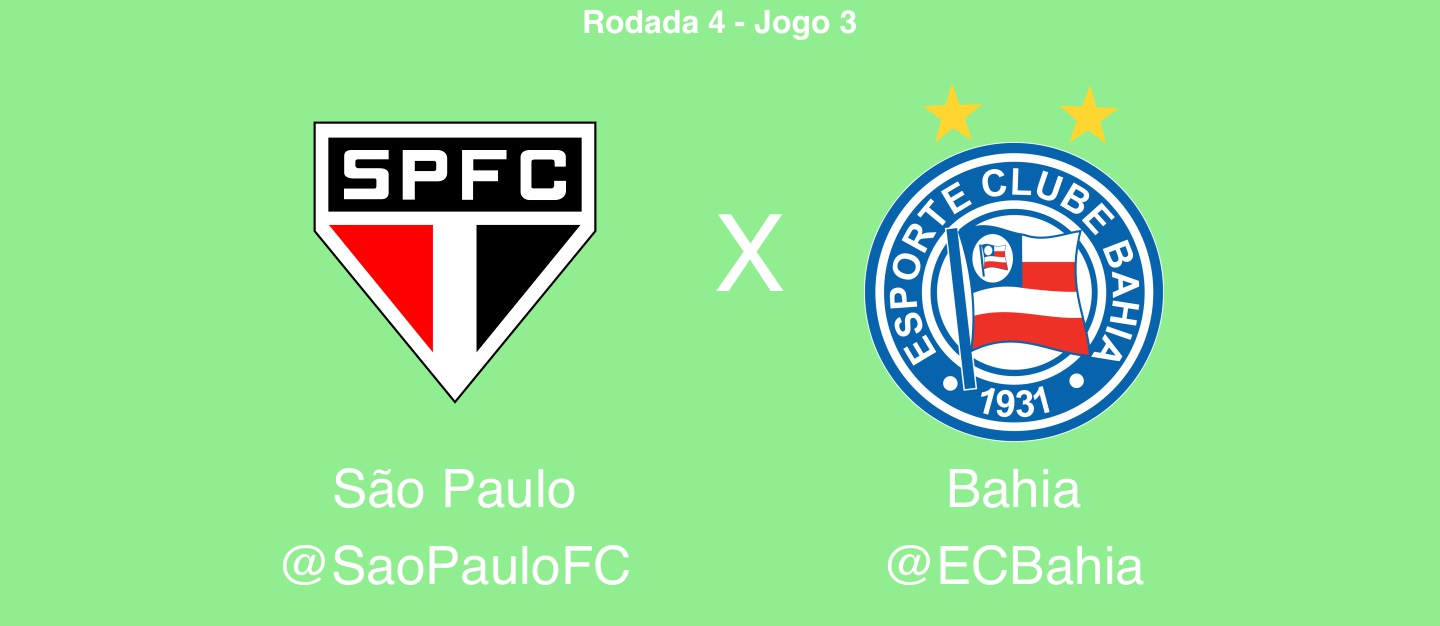 Rodada 4 - Jogo 3
SPFC
X
ESPORTE CLUBE BAHIA
1931
São Paulo
Bahia
@SaoPauloFC
@ECBahia